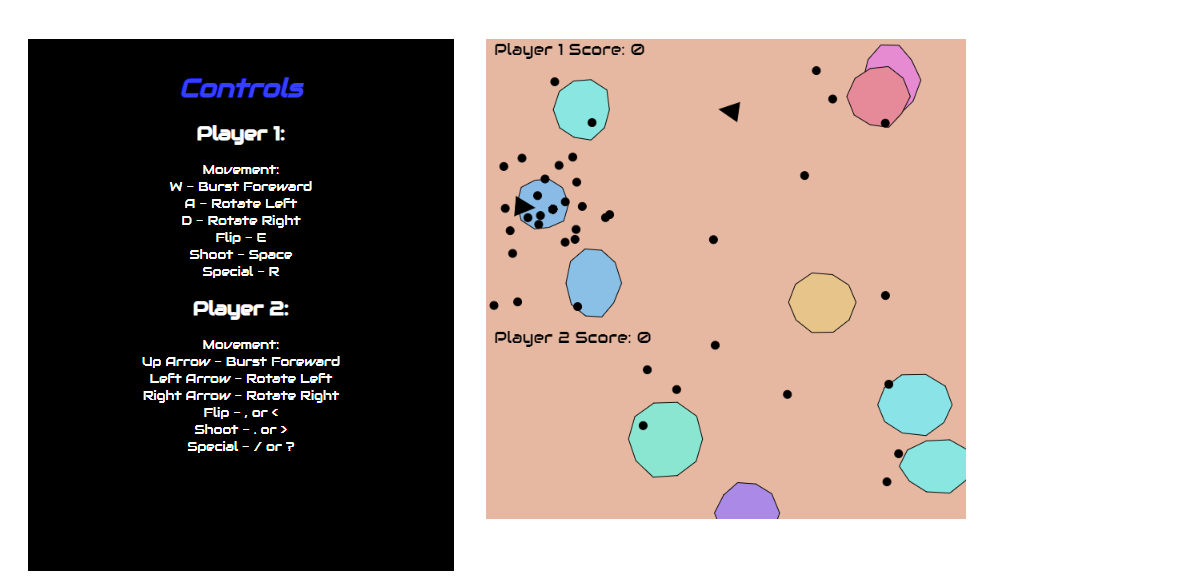 Controls
Player 1:
Movement:
W - Burst Foreward
A - Rotate Left
D - Rotate Right
Flip - E
Shoot - Space
Special - R
Player 2:
Movement:
Up Arrow - Burst Foreward
Left Arrow - Rotate Left
Right Arrow - Rotate Right
Flip - , or <
Shoot - . or >
Special - / or ?
Player 1 Score: 0
Player 2 Score: 0